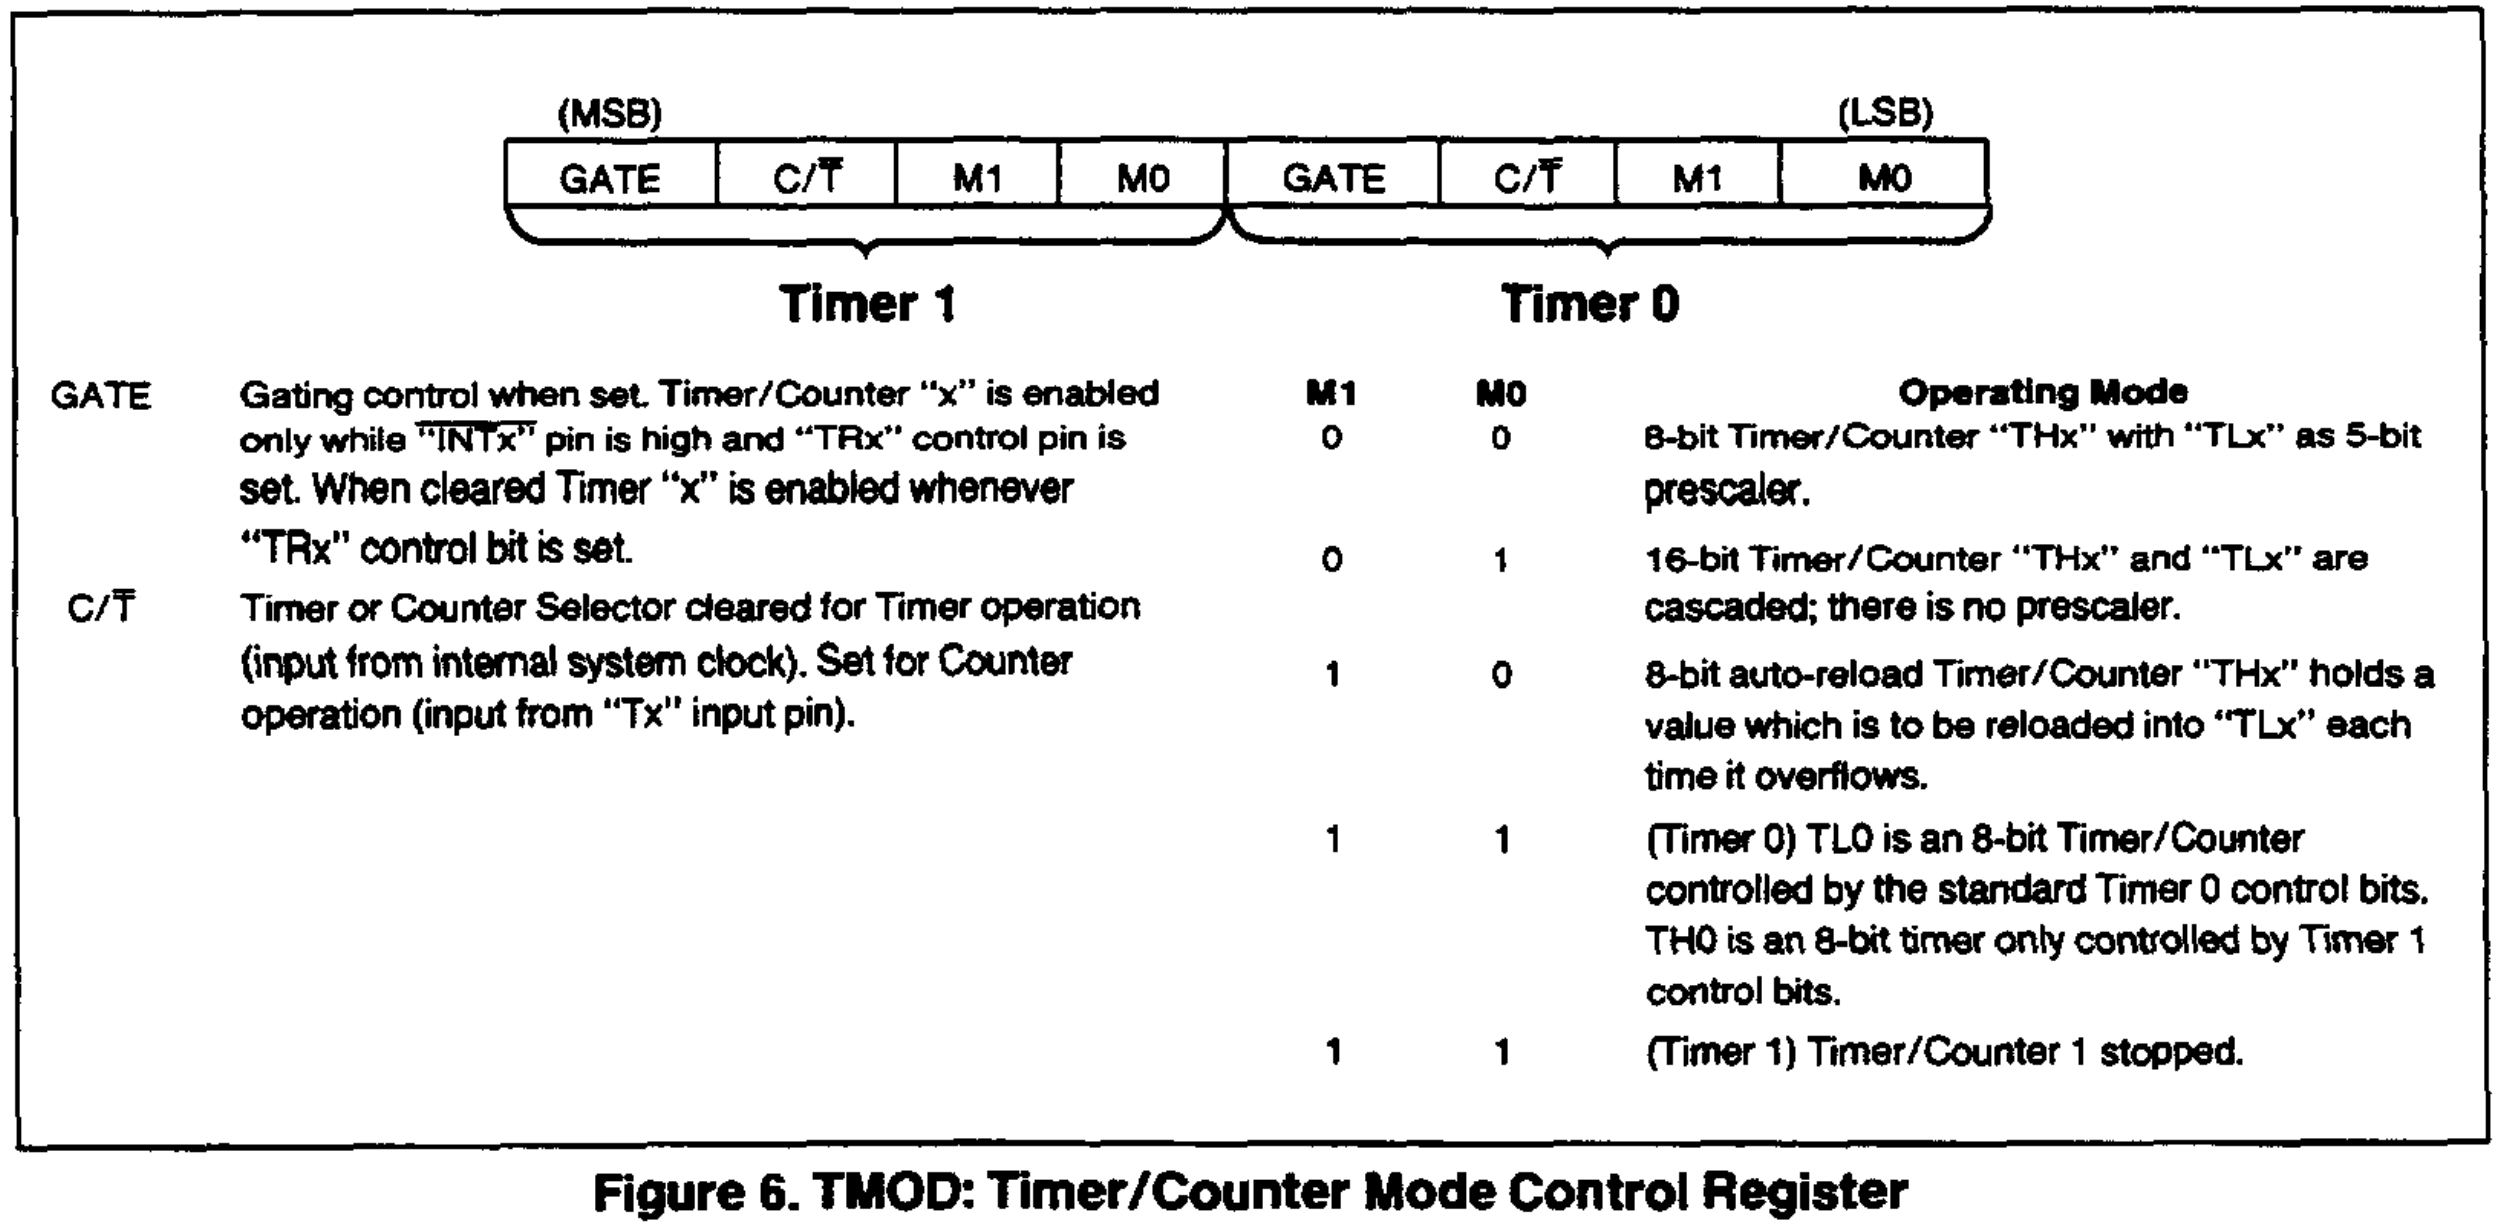 (MSB) (LSB)
GATE C/T̅ M1 M0 GATE C/T̅ M1 M0
Timer 1 Timer 0
GATE Gating control when set. Timer/Counter “x” is enabled
only while “INTx” pin is high and “TRx” control pin is
set. When cleared Timer “x” is enabled whenever
“TRx” control bit is set.
C/T̅ Timer or Counter Selector cleared for Timer operation
(input from internal system clock). Set for Counter
operation (input from “Tx” input pin).
M1 M0 Operating Mode
0 0 8-bit Timer/Counter “THx” with “TLx” as 5-bit
prescaler.
0 1 16-bit Timer/Counter “THx” and “TLx” are
cascaded; there is no prescaler.
1 0 8-bit auto-reload Timer/Counter “THx” holds a
value which is to be reloaded into “TLx” each
time it overflows.
1 1 (Timer 0) TL0 is an 8-bit Timer/Counter
controlled by the standard Timer 0 control bits.
TH0 is an 8-bit timer only controlled by Timer 1
control bits.
1 1 (Timer 1) Timer/Counter 1 stopped.
Figure 6. TMOD: Timer/Counter Mode Control Register